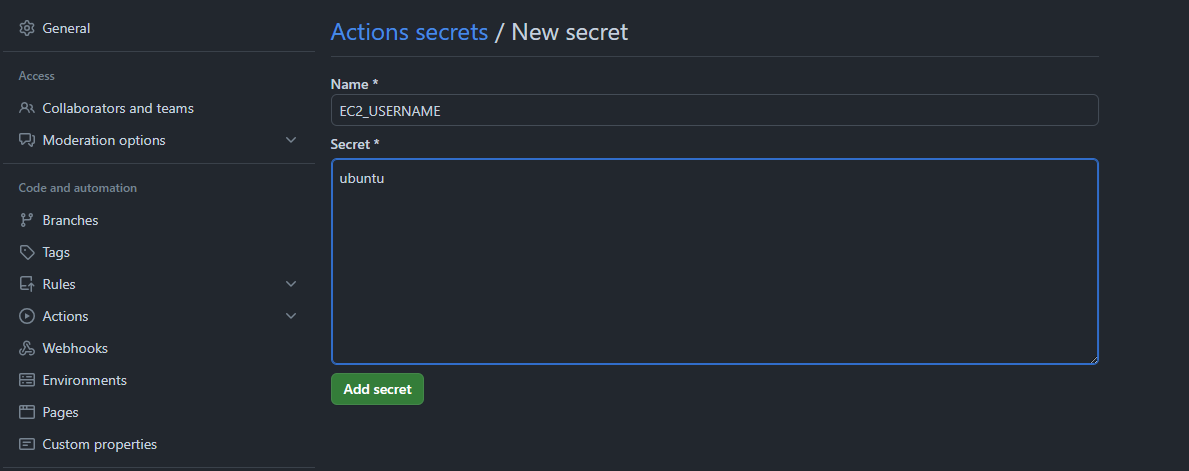 General
Access
Collaborators and teams
Moderation options
Code and automation
Branches
Tags
Rules
Actions
Webhooks
Environments
Pages
Custom properties
Actions secrets / New secret
Name *
EC2_USERNAME
Secret *
ubuntu
Add secret